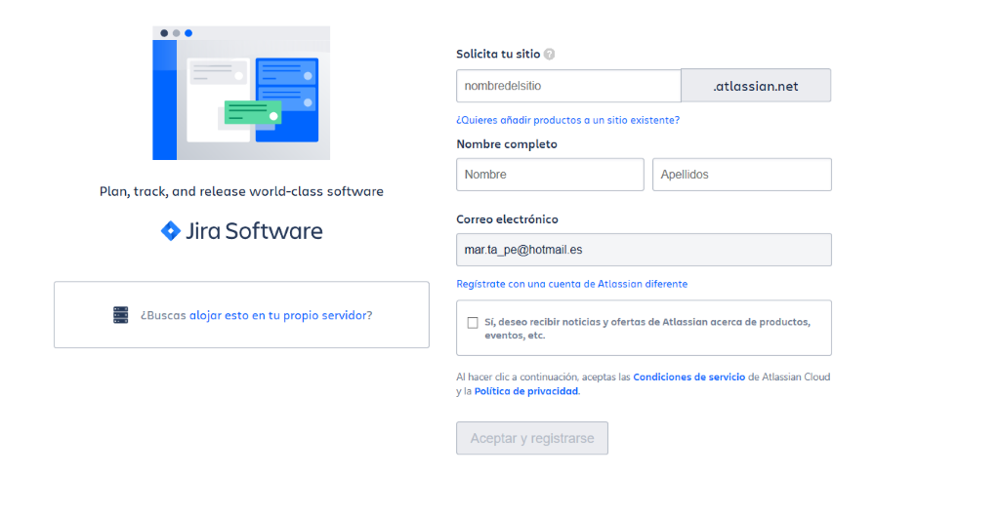 Plan, track, and release world-class software
Jira Software
¿Buscas alojar esto en tu propio servidor?
Solicita tu sitio ?
nombredelsitio .atlassian.net
¿Quieres añadir productos a un sitio existente?
Nombre completo
Nombre Apellidos
Correo electrónico
mar.ta_pe@hotmail.es
Regístrate con una cuenta de Atlassian diferente
Sí, deseo recibir noticias y ofertas de Atlassian acerca de productos,
eventos, etc.
Al hacer clic a continuación, aceptas las Condiciones de servicio de Atlassian Cloud
y la Política de privacidad.
Aceptar y registrarse